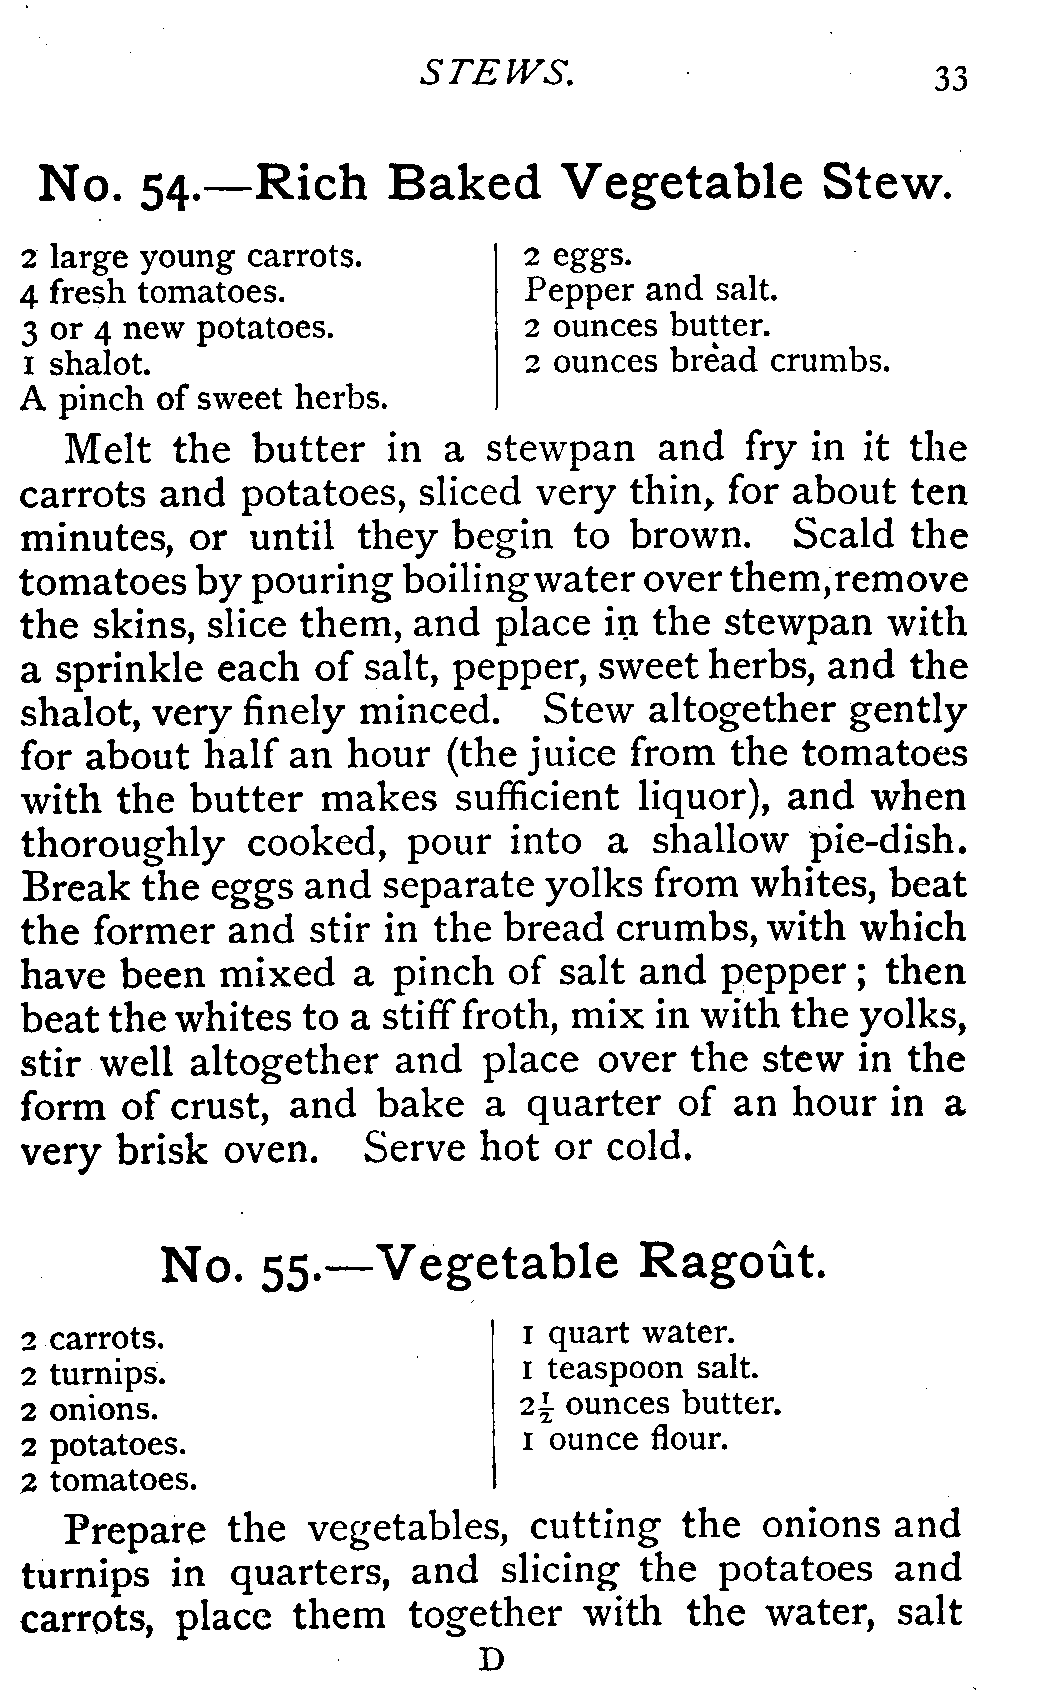 STEWS. 33
No. 54.—Rich Baked Vegetable Stew.
2 large young carrots.
4 fresh tomatoes.
3 or 4 new potatoes.
1 shalot.
A pinch of sweet herbs.
2 eggs.
Pepper and salt.
2 ounces butter.
2 ounces bread crumbs.
Melt the butter in a stewpan and fry in it the
carrots and potatoes, sliced very thin, for about ten
minutes, or until they begin to brown. Scald the
tomatoes by pouring boiling water over them, remove
the skins, slice them, and place in the stewpan with
a sprinkle each of salt, pepper, sweet herbs, and the
shalot, very finely minced. Stew altogether gently
for about half an hour (the juice from the tomatoes
with the butter makes sufficient liquor), and when
thoroughly cooked, pour into a shallow pie-dish.
Break the eggs and separate yolks from whites, beat
the former and stir in the bread crumbs, with which
have been mixed a pinch of salt and pepper; then
beat the whites to a stiff froth, mix in with the yolks,
stir well altogether and place over the stew in the
form of crust, and bake a quarter of an hour in a
very brisk oven. Serve hot or cold.
No. 55.—Vegetable Ragoût.
2 carrots.
2 turnips.
2 onions.
2 potatoes.
2 tomatoes.
1 quart water.
1 teaspoon salt.
2½ ounces butter.
1 ounce flour.
Prepare the vegetables, cutting the onions and
turnips in quarters, and slicing the potatoes and
carrots, place them together with the water, salt
D